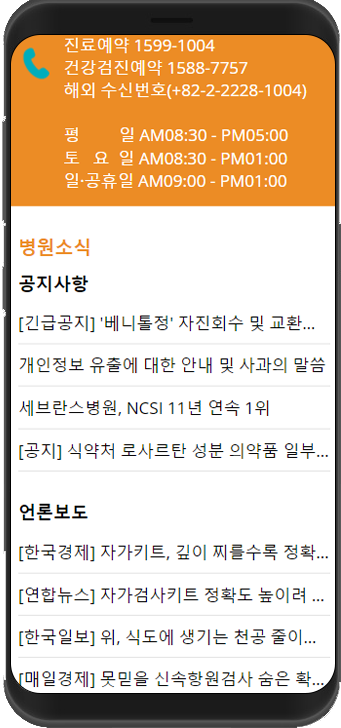 진료예약 1599-1004
건강검진예약 1588-7757
해외 수신번호(+82-2-2228-1004)
평 일 AM08:30 - PM05:00
토 요 일 AM08:30 - PM01:00
일·공휴일 AM09:00 - PM01:00
병원소식
공지사항
[긴급공지] '베니톨정' 자진회수 및 교환...
개인정보 유출에 대한 안내 및 사과의 말씀
세브란스병원, NCSI 11년 연속 1위
[공지] 식약처 로사르탄 성분 의약품 일부...
언론보도
[한국경제] 자가키트, 깊이 찌를수록 정확...
[연합뉴스] 자가검사키트 정확도 높이려 ...
[한국일보] 위, 식도에 생기는 천공 줄이...
[매일경제] 못믿을 신속항원검사 숨은 확...